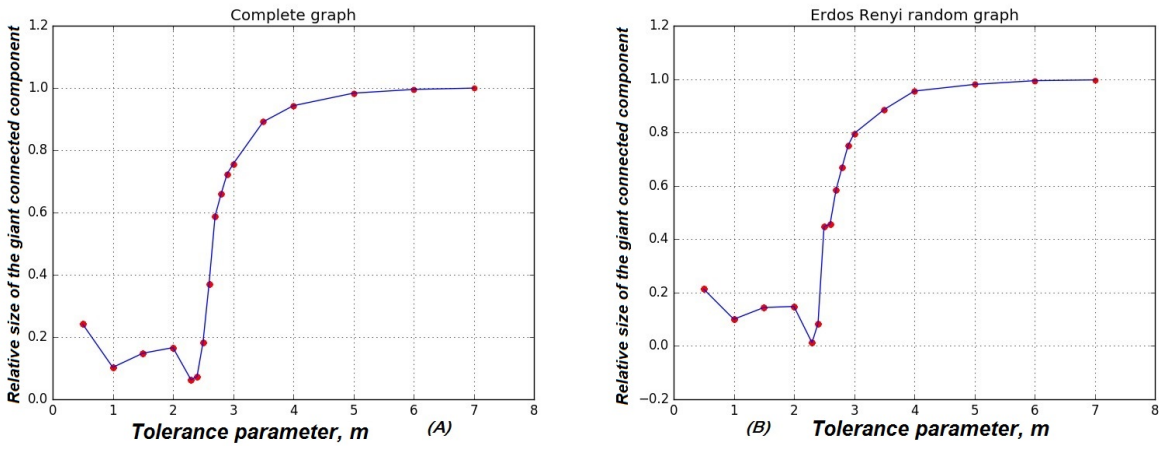 Complete graph
Relative size of the giant connected component
1.2
1.0
0.8
0.6
0.4
0.2
0.0
0 1 2 3 4 5 6 7 8
Tolerance parameter, m (A)
Erdos Renyi random graph
Relative size of the giant connected component
1.2
1.0
0.8
0.6
0.4
0.2
0.0
−0.2
0 1 2 3 4 5 6 7 8
(B) Tolerance parameter, m